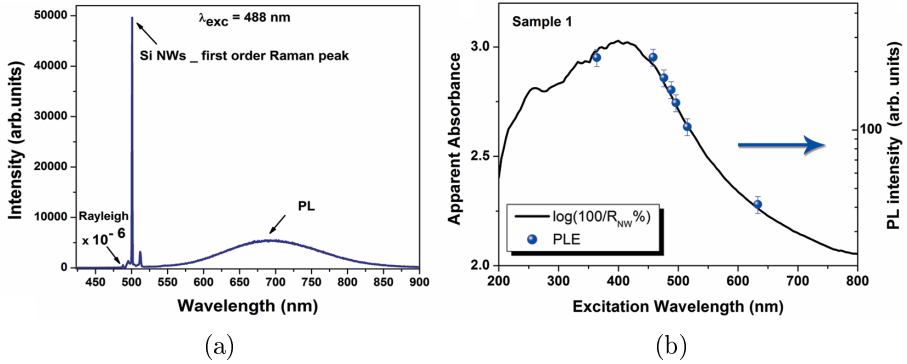 (a)
λexc = 488 nm
Si NWs _ first order Raman peak
Rayleigh
x 10^-6
PL
Intensity (arb.units)
50000
40000
30000
20000
10000
0
450 500 550 600 650 700 750 800 850 900
Wavelength (nm)
(a)
(b)
Sample 1
Apparent Absorbance
3.0
2.5
2.0
log(100/RNW%)
PLE
100
PL intensity (arb. units)
200 300 400 500 600 700 800
Excitation Wavelength (nm)
(b)